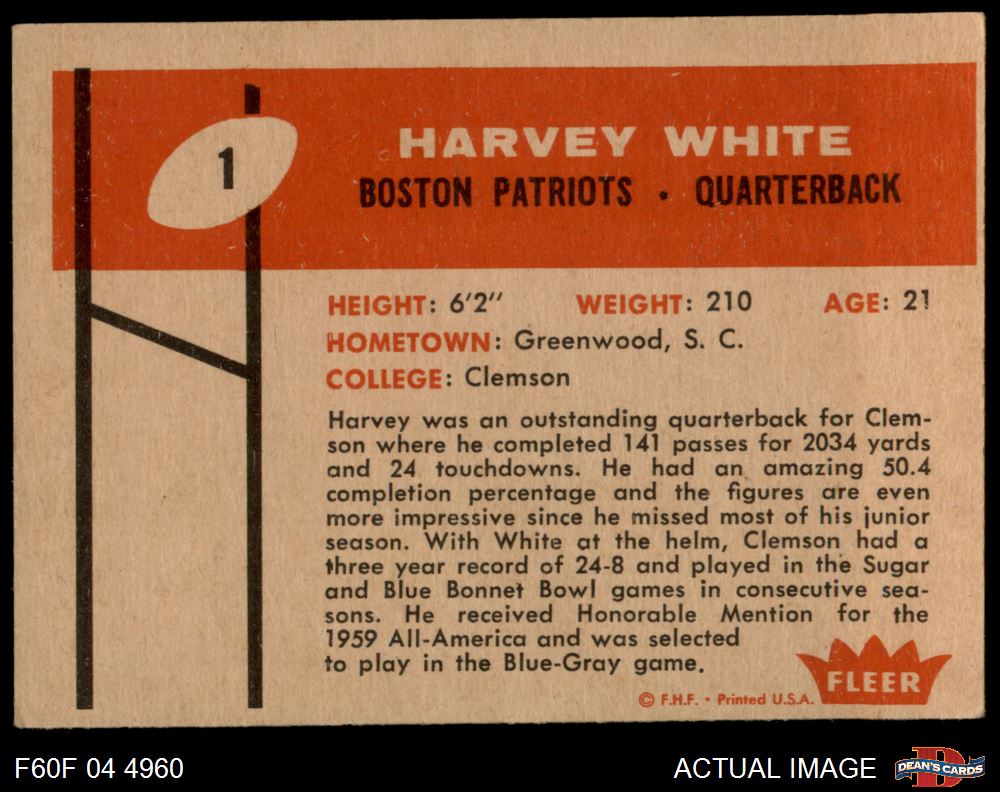 1
HARVEY WHITE
BOSTON PATRIOTS • QUARTERBACK
HEIGHT: 6'2'' WEIGHT: 210 AGE: 21
HOMETOWN: Greenwood, S. C.
COLLEGE: Clemson
Harvey was an outstanding quarterback for Clem-
son where he completed 141 passes for 2034 yards
and 24 touchdowns. He had an amazing 50.4
completion percentage and the figures are even
more impressive since he missed most of his junior
season. With White at the helm, Clemson had a
three year record of 24-8 and played in the Sugar
and Blue Bonnet Bowl games in consecutive sea-
sons. He received Honorable Mention for the
1959 All-America and was selected
to play in the Blue-Gray game.
FLEER
© F.H.F. • Printed U.S.A.
F60F 04 4960
ACTUAL IMAGE
DEAN'S CARDS